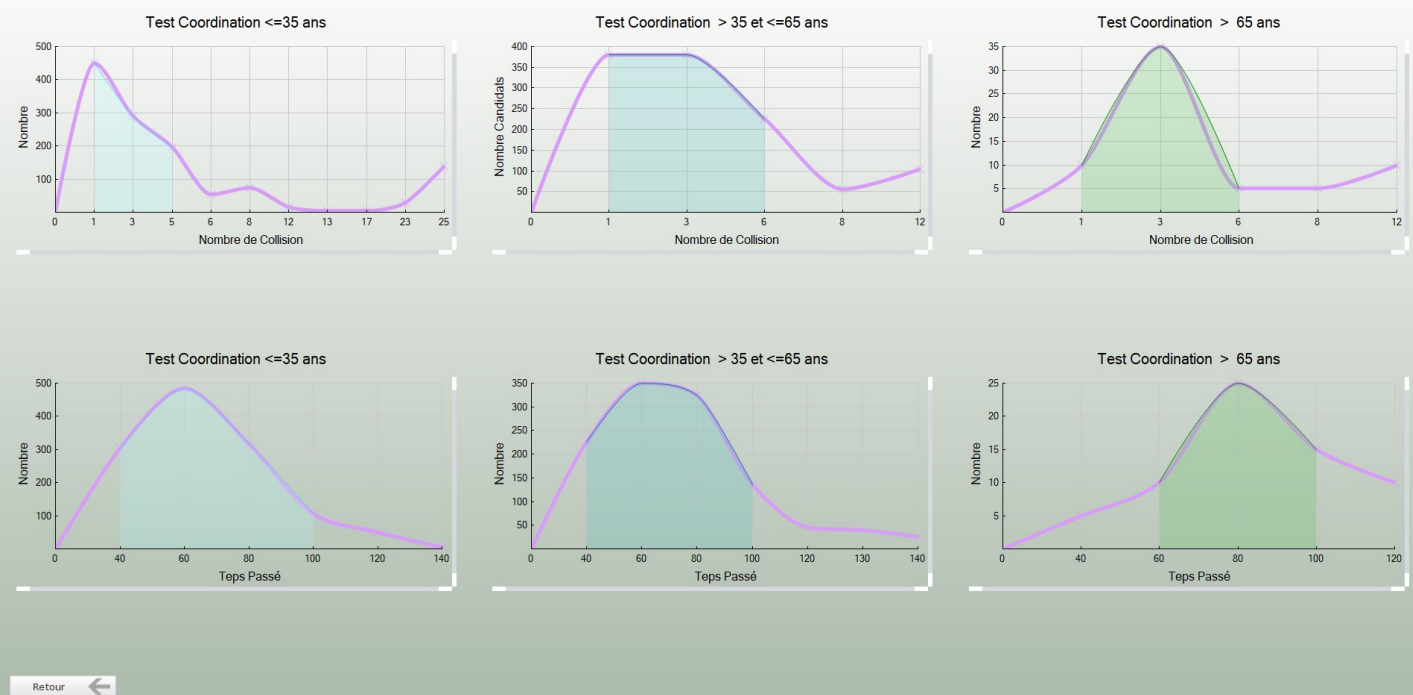 Test Coordination <=35 ans
Test Coordination > 35 et <=65 ans
Test Coordination > 65 ans
500
400
300
200
100
Nombre
0 1 3 5 6 8 12 13 17 23 25
Nombre de Collision
400
350
300
250
200
150
100
50
Nombre Candidats
0 1 3 6 8 12
Nombre de Collision
35
30
25
20
15
10
5
Nombre
0 1 3 6 8 12
Nombre de Collision
Test Coordination <=35 ans
Test Coordination > 35 et <=65 ans
Test Coordination > 65 ans
500
400
300
200
100
Nombre
0 40 60 80 100 120 140
Teps Passé
350
300
250
200
150
100
50
Nombre
0 40 60 80 100 120 140
Teps Passé
25
20
15
10
5
Nombre
0 40 60 80 100 120
Teps Passé
Retour